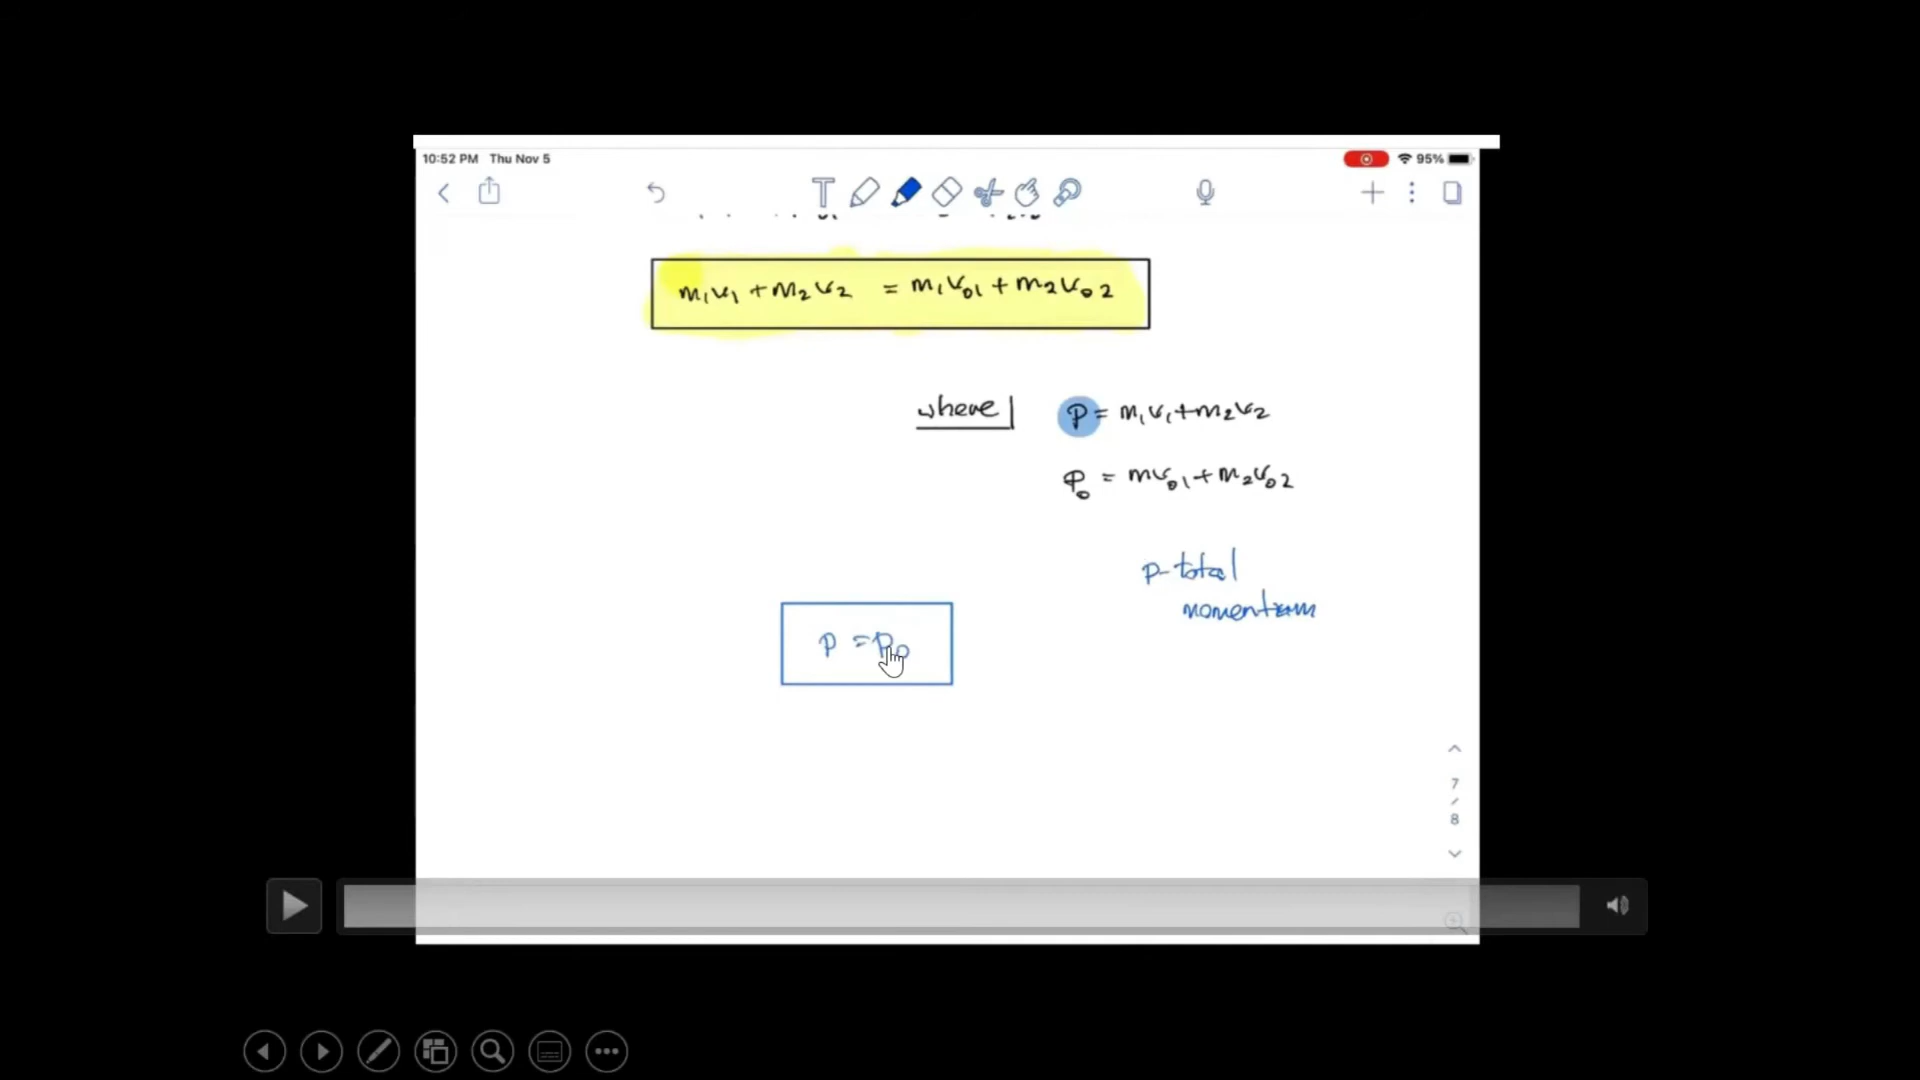 10:52 PM Thu Nov 5
95%
m₁v₁ + m₂v₂ = m₁v₀₁ + m₂v₀₂
where P = m₁v₁ + m₂v₂
P₀ = mv₀₁ + m₂v₀₂
p - total
momentum
P = P₀
7
/
8